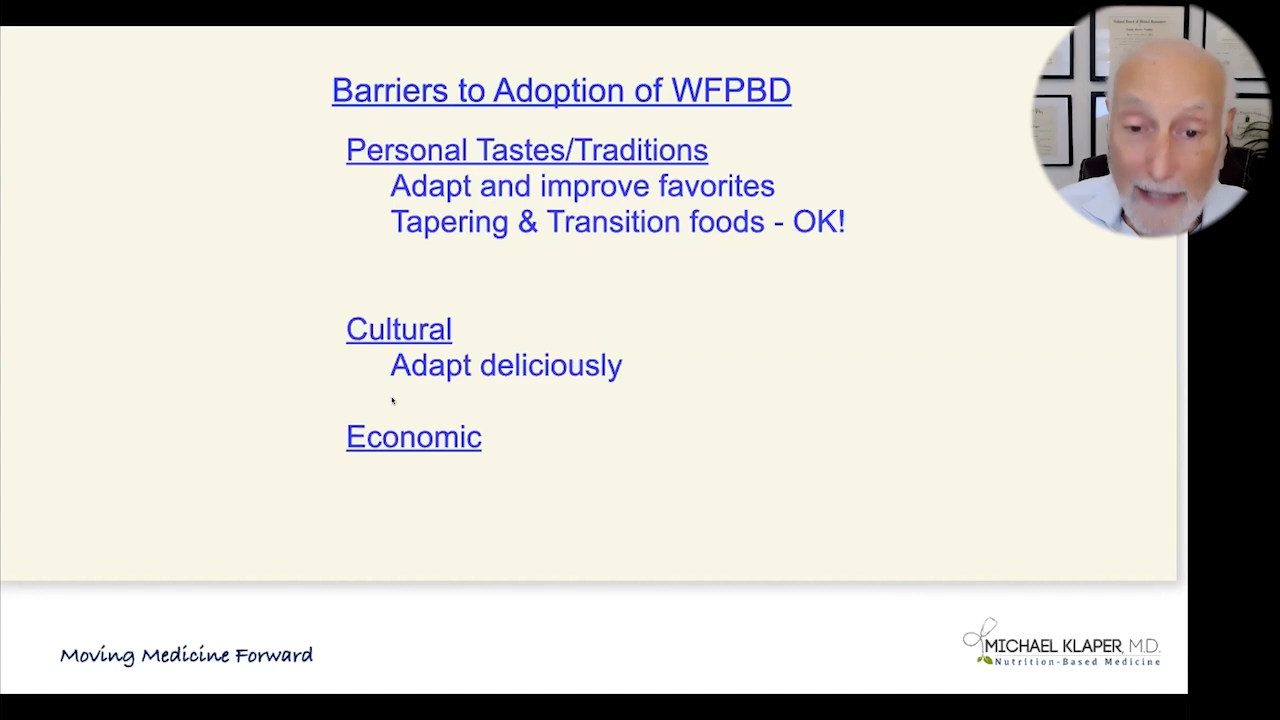 Barriers to Adoption of WFPBD
Personal Tastes/Traditions
Adapt and improve favorites
Tapering & Transition foods - OK!
Cultural
Adapt deliciously
Economic
Moving Medicine Forward
MICHAEL KLAPER, M.D.
Nutrition-Based Medicine